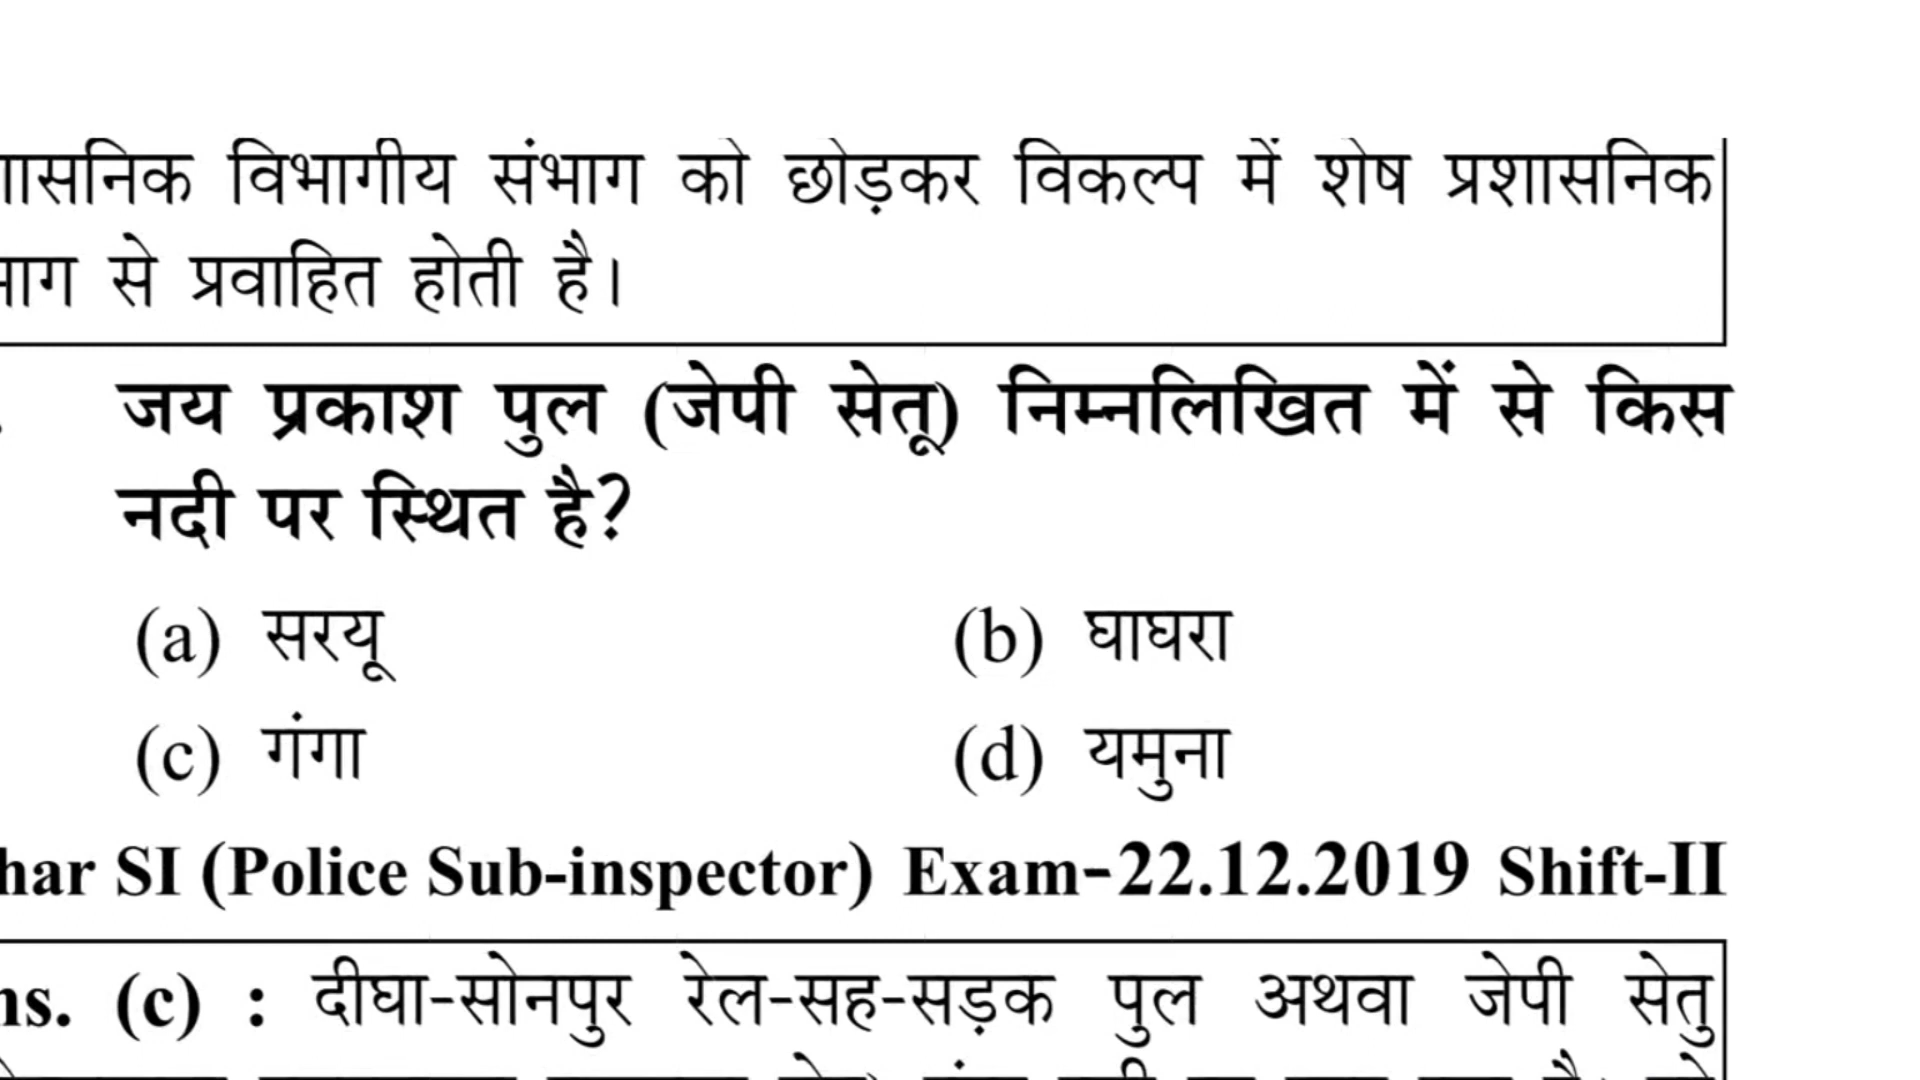 शासनिक विभागीय संभाग को छोड़कर विकल्प में शेष प्रशासनिक
भाग से प्रवाहित होती है।
जय प्रकाश पुल (जेपी सेतू) निम्नलिखित में से किस
नदी पर स्थित है?
(a) सरयू (b) घाघरा
(c) गंगा (d) यमुना
har SI (Police Sub-inspector) Exam-22.12.2019 Shift-II
ns. (c) : दीघा-सोनपुर रेल-सह-सड़क पुल अथवा जेपी सेतु